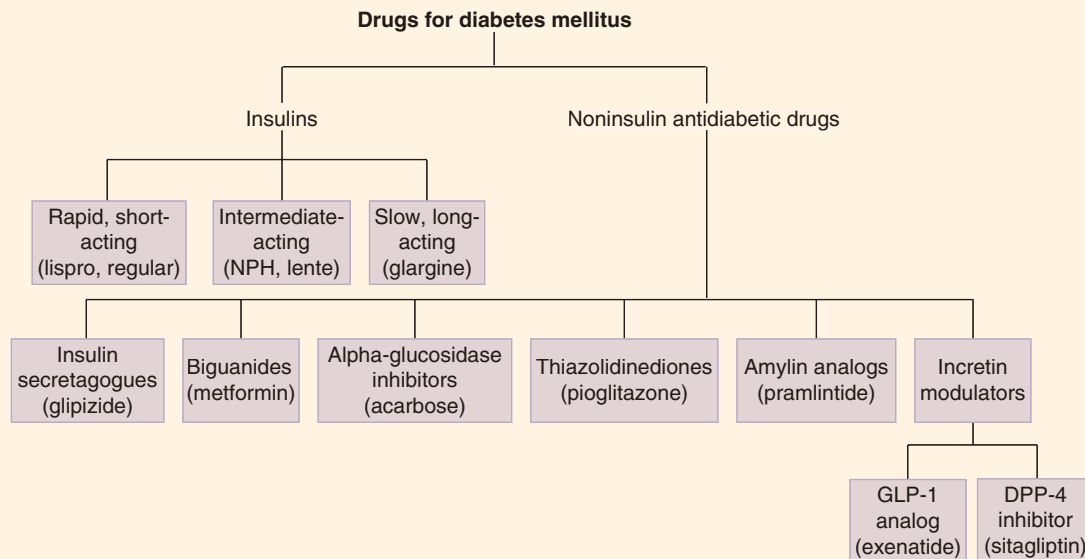 Drugs for diabetes mellitus
Insulins
Noninsulin antidiabetic drugs
Rapid, short-
acting
(lispro, regular)
Intermediate-
acting
(NPH, lente)
Slow, long-
acting
(glargine)
Insulin
secretagogues
(glipizide)
Biguanides
(metformin)
Alpha-glucosidase
inhibitors
(acarbose)
Thiazolidinediones
(pioglitazone)
Amylin analogs
(pramlintide)
Incretin
modulators
GLP-1
analog
(exenatide)
DPP-4
inhibitor
(sitagliptin)